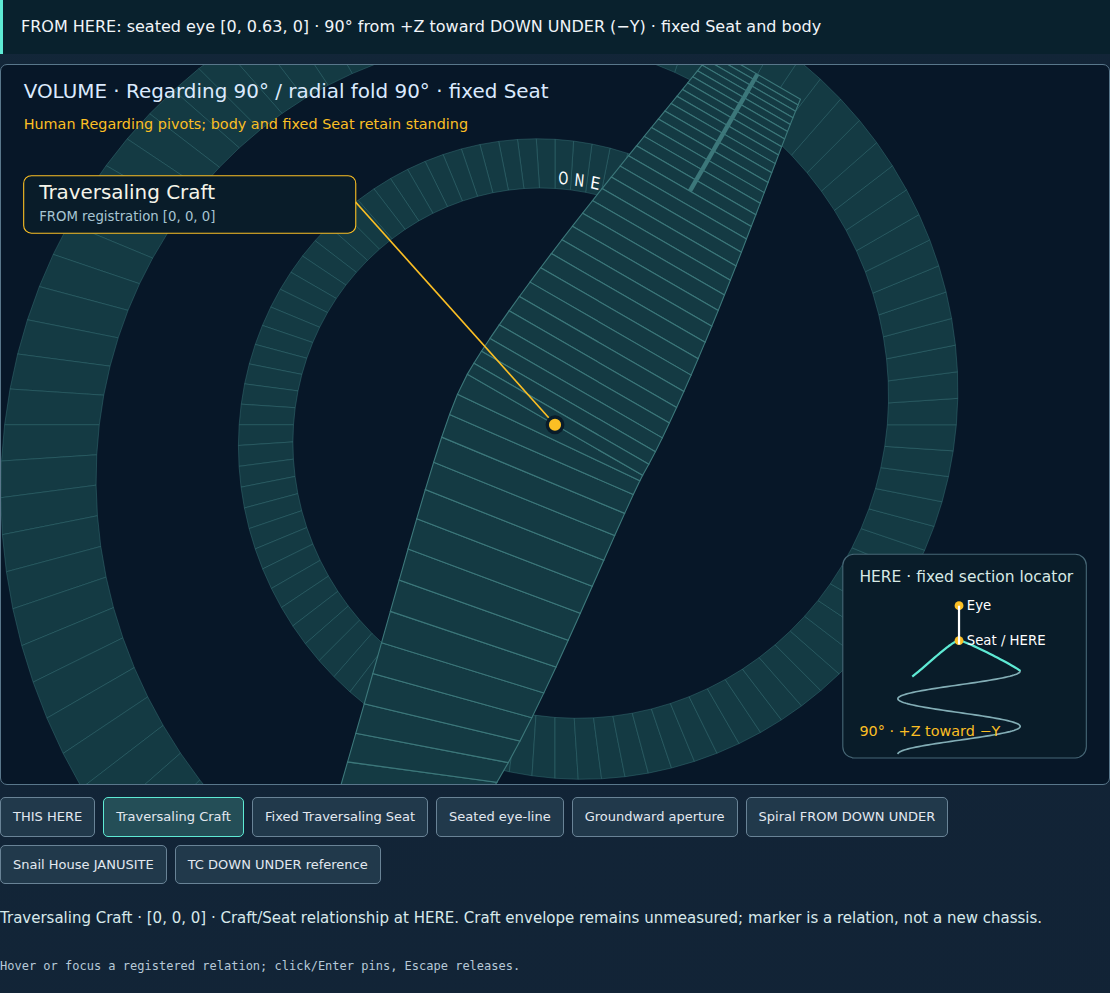 FROM HERE: seated eye [0, 0.63, 0] · 90° from +Z toward DOWN UNDER (−Y) · fixed Seat and body
VOLUME · Regarding 90° / radial fold 90° · fixed Seat
Human Regarding pivots; body and fixed Seat retain standing
ONE
Traversaling Craft
FROM registration [0, 0, 0]
HERE · fixed section locator
Eye
Seat / HERE
90° · +Z toward −Y
THIS HERE
Traversaling Craft
Fixed Traversaling Seat
Seated eye-line
Groundward aperture
Spiral FROM DOWN UNDER
Snail House JANUSITE
TC DOWN UNDER reference
Traversaling Craft · [0, 0, 0] · Craft/Seat relationship at HERE. Craft envelope remains unmeasured; marker is a relation, not a new chassis.
Hover or focus a registered relation; click/Enter pins, Escape releases.